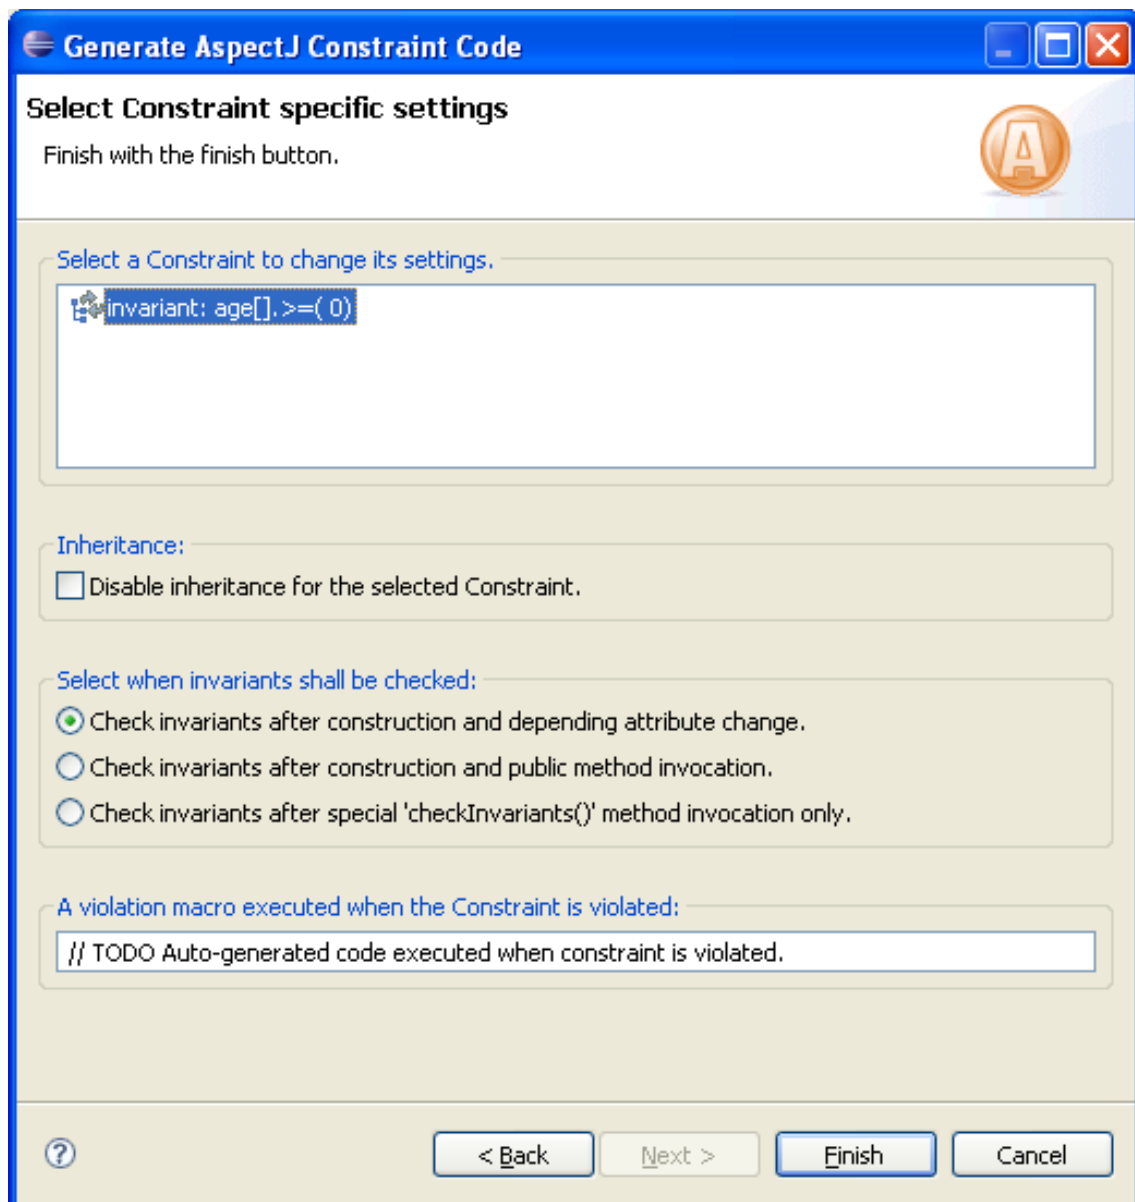 Generate AspectJ Constraint Code
Select Constraint specific settings
Finish with the finish button.
A
Select a Constraint to change its settings.
invariant: age[].>=( 0)
Inheritance:
Disable inheritance for the selected Constraint.
Select when invariants shall be checked:
Check invariants after construction and depending attribute change.
Check invariants after construction and public method invocation.
Check invariants after special 'checkInvariants()' method invocation only.
A violation macro executed when the Constraint is violated:
// TODO Auto-generated code executed when constraint is violated.
? < Back Next > Finish Cancel